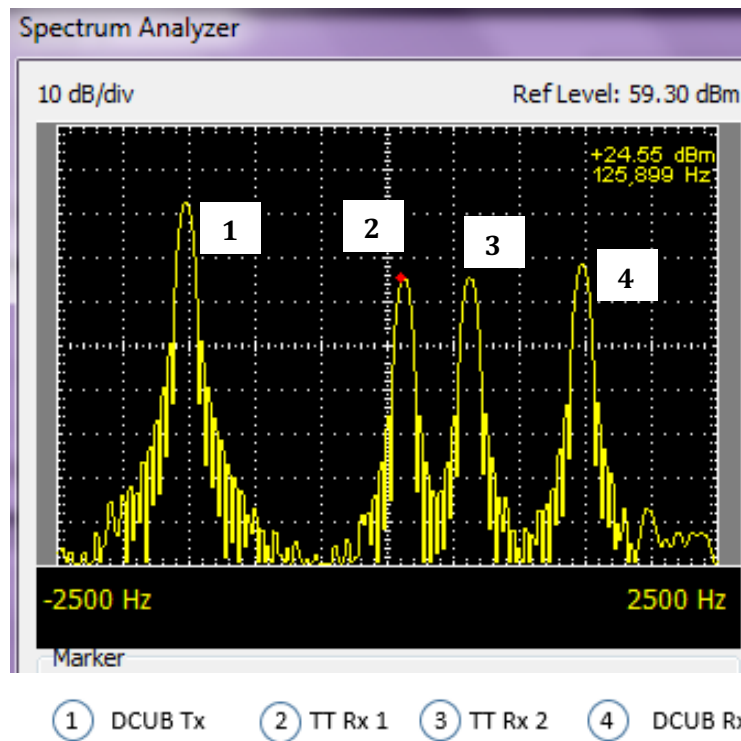 Spectrum Analyzer
10 dB/div Ref Level: 59.30 dBm
+24.55 dBm
125,899 Hz
1 2 3 4
-2500 Hz 2500 Hz
Marker
1 DCUB Tx 2 TT Rx 1 3 TT Rx 2 4 DCUB Rx